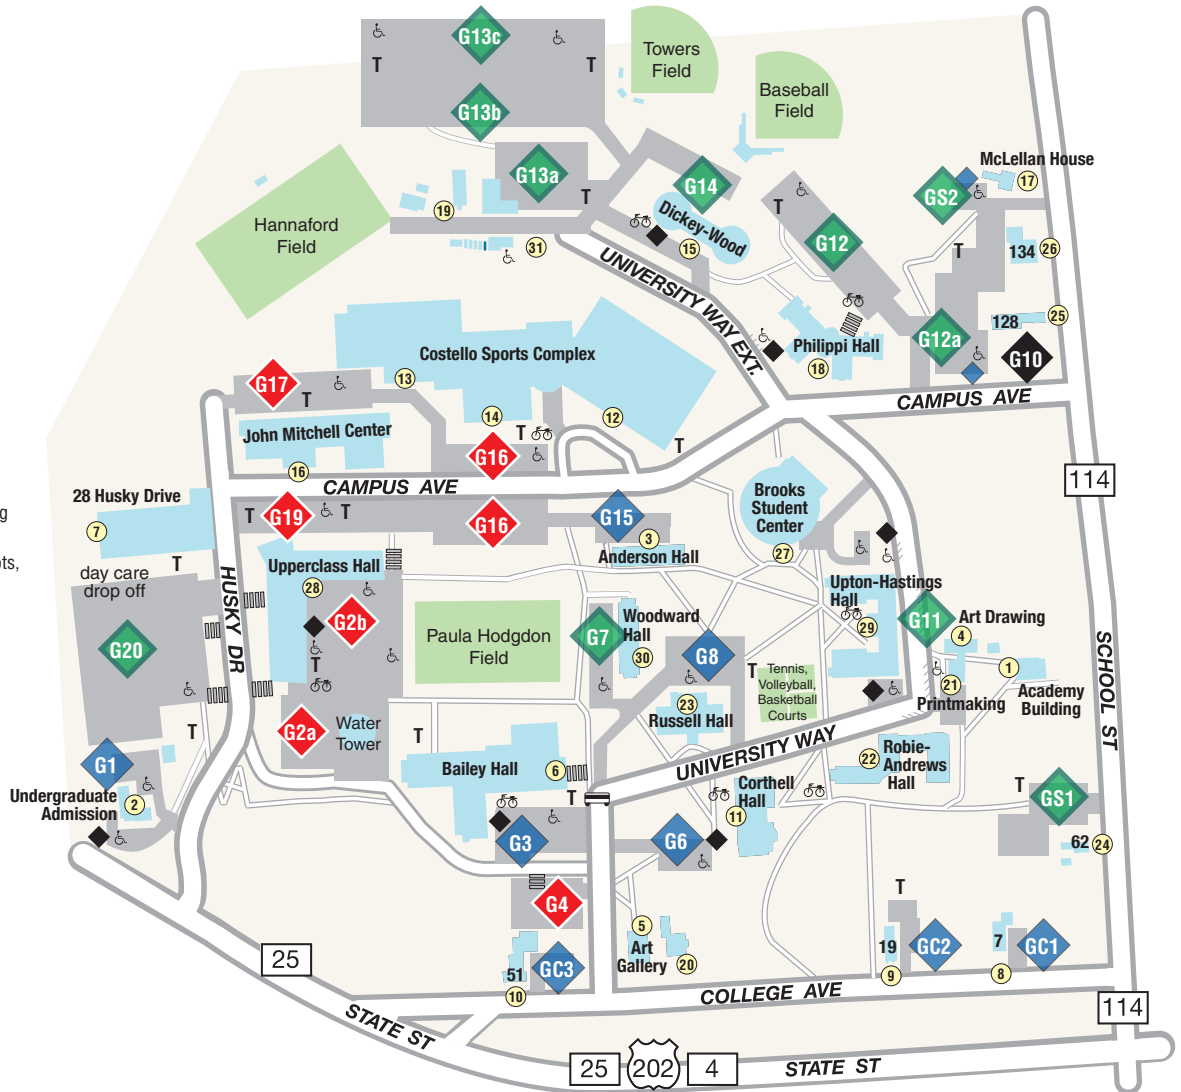 G13c
T
T
G13b
Towers
Field
Baseball
Field
G13a
T
G14
McLellan House
17
GS2
Hannaford
Field
19
31
Dickey-Wood
15
T
G12
T
134
26
UNIVERSITY WAY EXT.
128
25
G12a
G10
Philippi Hall
18
Costello Sports Complex
13
14
12
G17
T
John Mitchell Center
16
T
G16
T
CAMPUS AVE
CAMPUS AVE
114
28 Husky Drive
7
ng
ots,
T
G19
T
G16
G15
3
Anderson Hall
Brooks
Student
Center
27
T
day care
drop off
Upperclass Hall
28
G2b
T
HUSKY DR
G20
Paula Hodgdon
Field
G7
Woodward
Hall
30
G8
T
Tennis,
Volleyball,
Basketball
Courts
Upton-Hastings
Hall
29
G11
Art Drawing
4
1
Academy
Building
21
Printmaking
SCHOOL ST
23
Russell Hall
G2a
Water
Tower
T
T
Bailey Hall
6
T
UNIVERSITY WAY
22
Robie-
Andrews
Hall
G1
Undergraduate
Admission
2
Corthell
Hall
11
T
GS1
62
24
G3
G6
G4
T
5
Art
Gallery
20
19
GC2
9
7
GC1
8
51
GC3
10
25
COLLEGE AVE
114
STATE ST
25
202
4
STATE ST